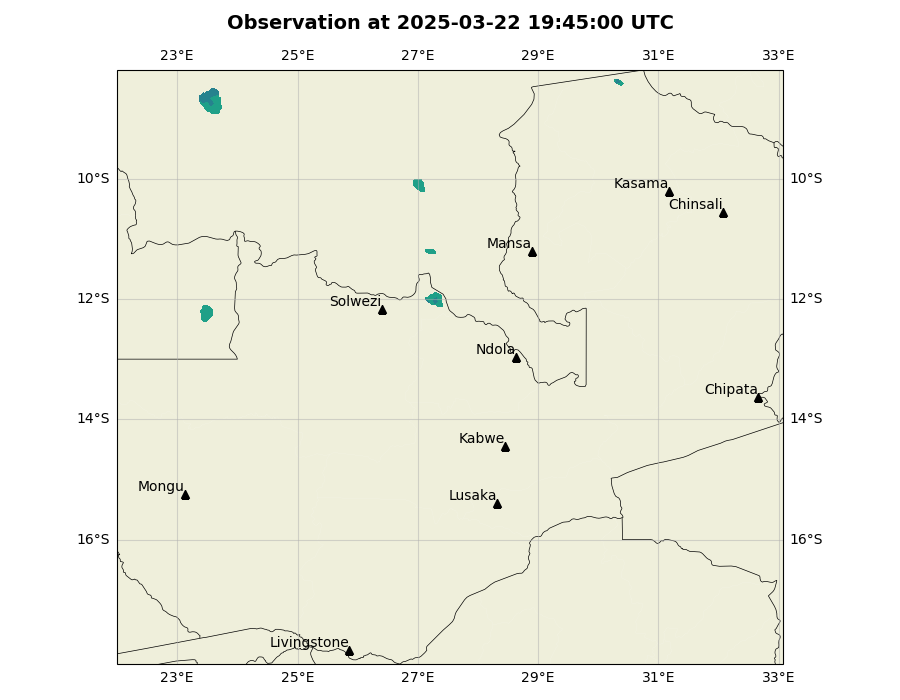 Observation at 2025-03-22 19:45:00 UTC
23°E 25°E 27°E 29°E 31°E 33°E
10°S 10°S
Kasama
Chinsali
Mansa
12°S 12°S
Solwezi
Ndola
Chipata
14°S 14°S
Kabwe
Mongu
Lusaka
16°S 16°S
Livingstone
23°E 25°E 27°E 29°E 31°E 33°E